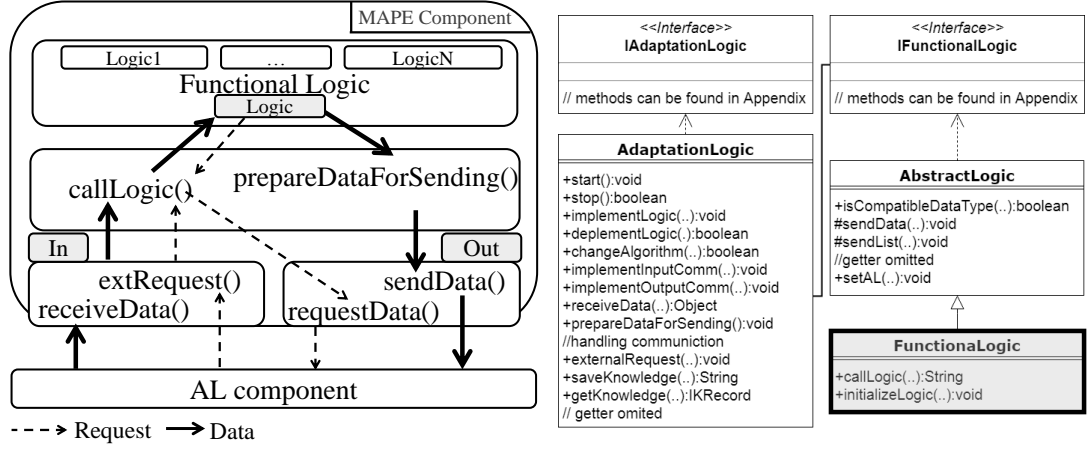 MAPE Component
Logic1
…
LogicN
Functional Logic
Logic
callLogic()
prepareDataForSending()
In
Out
extRequest()
receiveData()
sendData()
requestData()
AL component
Request
Data
<<Interface>>
IAdaptationLogic
// methods can be found in Appendix
AdaptationLogic
+start():void
+stop():boolean
+implementLogic(..):void
+deplementLogic(.):boolean
+changeAlgorithm(..):boolean
+implementInputComm(..):void
+implementOutputComm(..):void
+receiveData(..):Object
+prepareDataForSending():void
//handling communiction
+externalRequest(..):void
+saveKnowledge(..):String
+getKnowledge(..):IKRecord
// getter omited
<<Interface>>
IFunctionalLogic
// methods can be found in Appendix
AbstractLogic
+isCompatibleDataType(..):boolean
#sendData(..):void
#sendList(..):void
//getter omitted
+setAL(..):void
FunctionaLogic
+callLogic(..):String
+initializeLogic(..):void